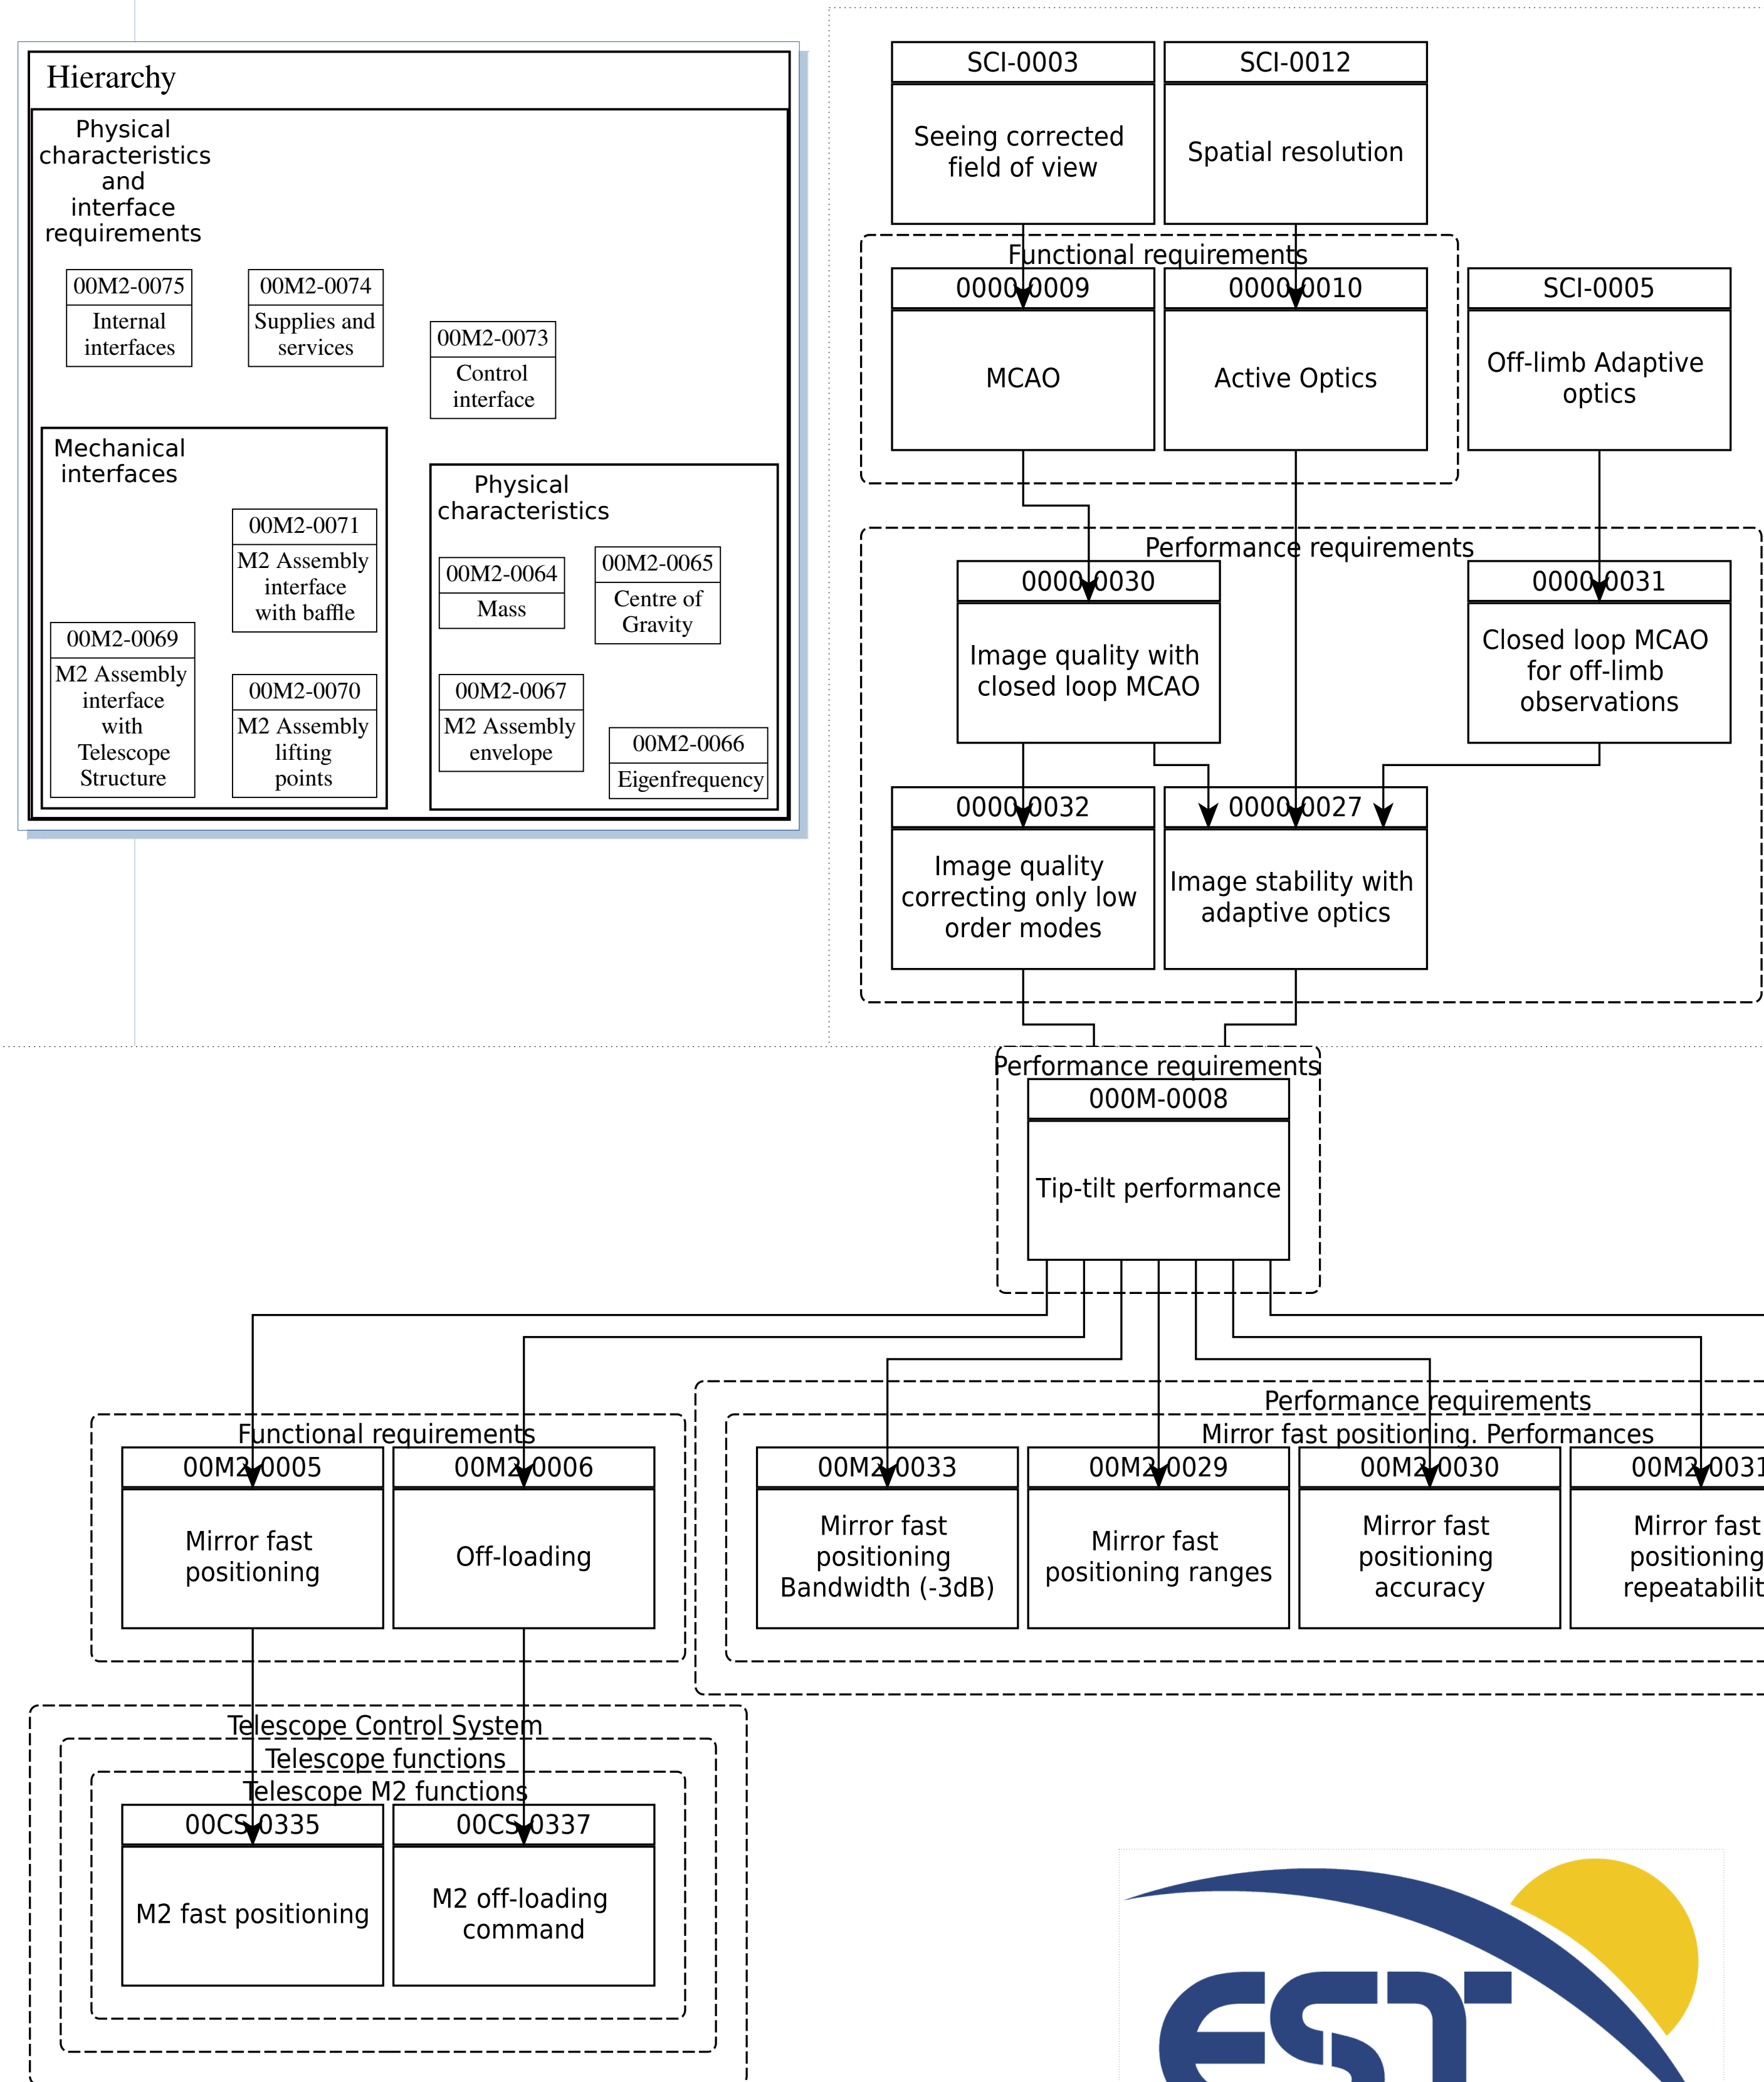 Hierarchy
Physical
characteristics
and
interface
requirements
00M2-0075
Internal
interfaces
00M2-0074
Supplies and
services
00M2-0073
Control
interface
Mechanical
interfaces
00M2-0071
M2 Assembly
interface
with baffle
00M2-0069
M2 Assembly
interface
with
Telescope
Structure
00M2-0070
M2 Assembly
lifting
points
Physical
characteristics
00M2-0064
Mass
00M2-0065
Centre of
Gravity
00M2-0067
M2 Assembly
envelope
00M2-0066
Eigenfrequency
SCI-0003
Seeing corrected
field of view
SCI-0012
Spatial resolution
Functional requirements
0000-0009
MCAO
0000-0010
Active Optics
SCI-0005
Off-limb Adaptive
optics
Performance requirements
0000-0030
Image quality with
closed loop MCAO
0000-0031
Closed loop MCAO
for off-limb
observations
0000-0032
Image quality
correcting only low
order modes
0000-0027
Image stability with
adaptive optics
Performance requirements
000M-0008
Tip-tilt performance
Functional requirements
00M2-0005
Mirror fast
positioning
00M2-0006
Off-loading
Performance requirements
Mirror fast positioning. Performances
00M2-0033
Mirror fast
positioning
Bandwidth (-3dB)
00M2-0029
Mirror fast
positioning ranges
00M2-0030
Mirror fast
positioning
accuracy
00M2-0031
Mirror fast
positioning
repeatabilit
Telescope Control System
Telescope functions
Telescope M2 functions
00CS-0335
M2 fast positioning
00CS-0337
M2 off-loading
command
EST